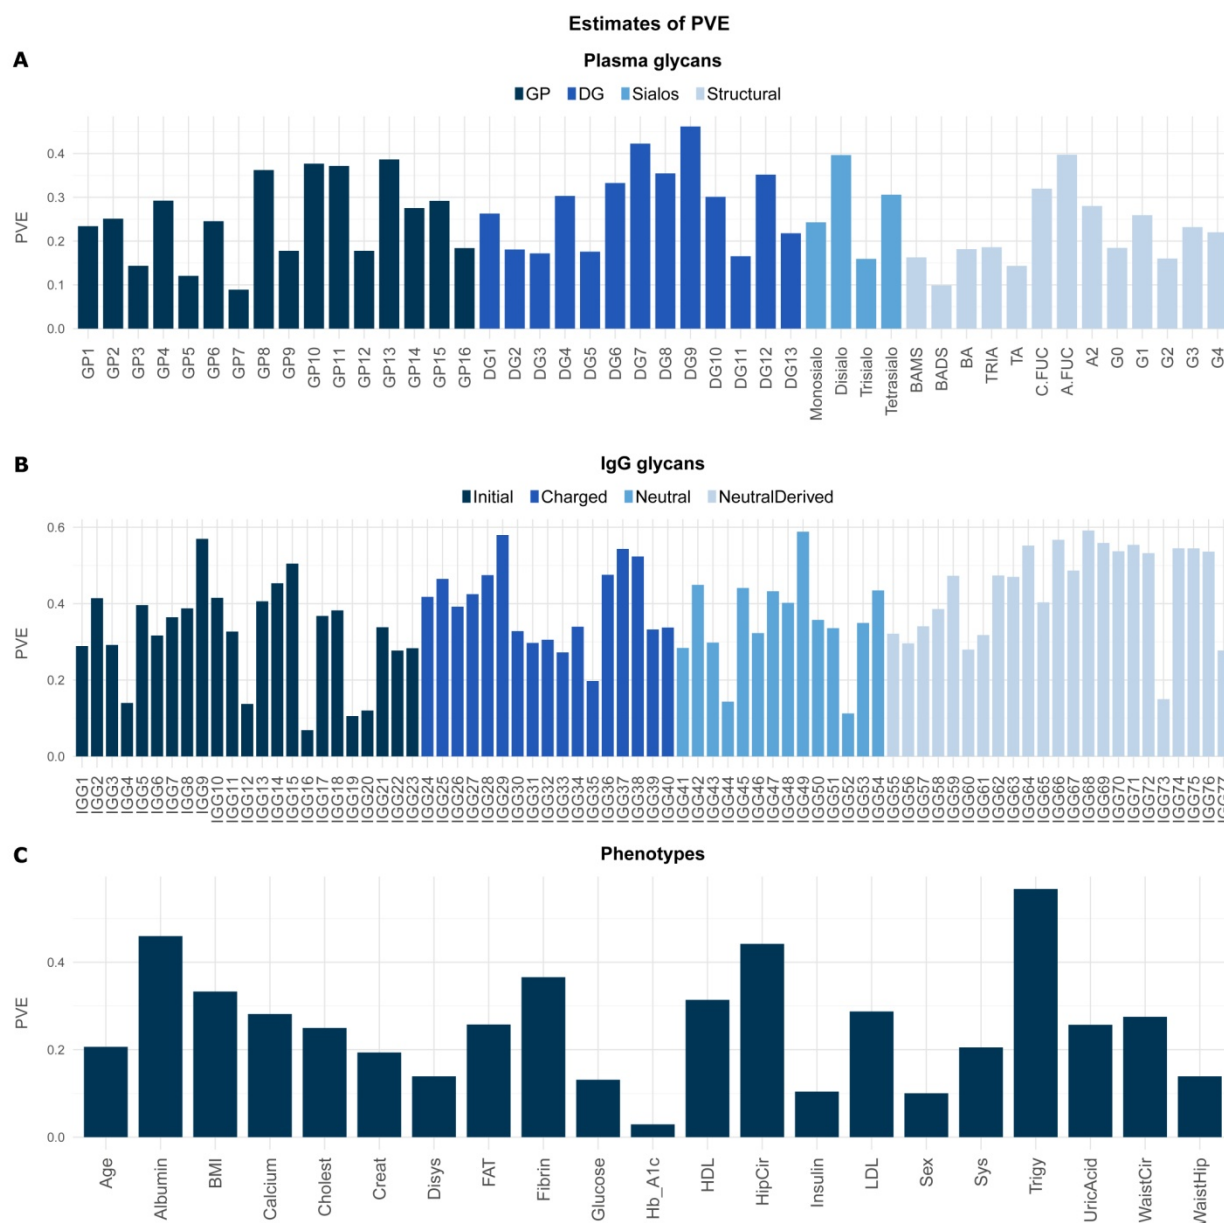 Estimates of PVE
A
Plasma glycans
GP DG Sialos Structural
PVE
0.4
0.3
0.2
0.1
0.0
GP1 GP2 GP3 GP4 GP5 GP6 GP7 GP8 GP9 GP10 GP11 GP12 GP13 GP14 GP15 GP16 DG1 DG2 DG3 DG4 DG5 DG6 DG7 DG8 DG9 DG10 DG11 DG12 DG13 Monosialo Disialo Trisialo Tetrasialo BAMS BADS BA TRIA TA C.FUC A.FUC A2 G0 G1 G2 G3 G4
B
IgG glycans
Initial Charged Neutral NeutralDerived
PVE
0.6
0.4
0.2
0.0
IGG1 IGG2 IGG3 IGG4 IGG5 IGG6 IGG7 IGG8 IGG9 IGG10 IGG11 IGG12 IGG13 IGG14 IGG15 IGG16 IGG17 IGG18 IGG19 IGG20 IGG21 IGG22 IGG23 IGG24 IGG25 IGG26 IGG27 IGG28 IGG29 IGG30 IGG31 IGG32 IGG33 IGG34 IGG35 IGG36 IGG37 IGG38 IGG39 IGG40 IGG41 IGG42 IGG43 IGG44 IGG45 IGG46 IGG47 IGG48 IGG49 IGG50 IGG51 IGG52 IGG53 IGG54 IGG55 IGG56 IGG57 IGG58 IGG59 IGG60 IGG61 IGG62 IGG63 IGG64 IGG65 IGG66 IGG67 IGG68 IGG69 IGG70 IGG71 IGG72 IGG73 IGG74 IGG75 IGG76 IGG77
C
Phenotypes
PVE
0.4
0.2
0.0
Age Albumin BMI Calcium Cholest Creat Disys FAT Fibrin Glucose Hb_A1c HDL HipCir Insulin LDL Sex Sys Trigy UricAcid WaistCir WaistHip